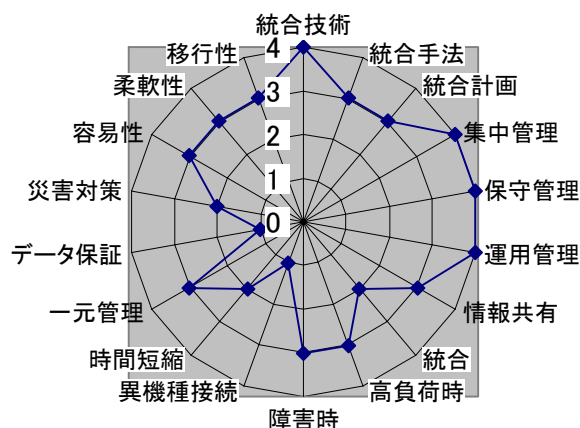 統合技術
統合手法
統合計画
集中管理
保守管理
運用管理
情報共有
統合
高負荷時
障害時
異機種接続
時間短縮
一元管理
データ保証
災害対策
容易性
柔軟性
移行性
4
3
2
1
0